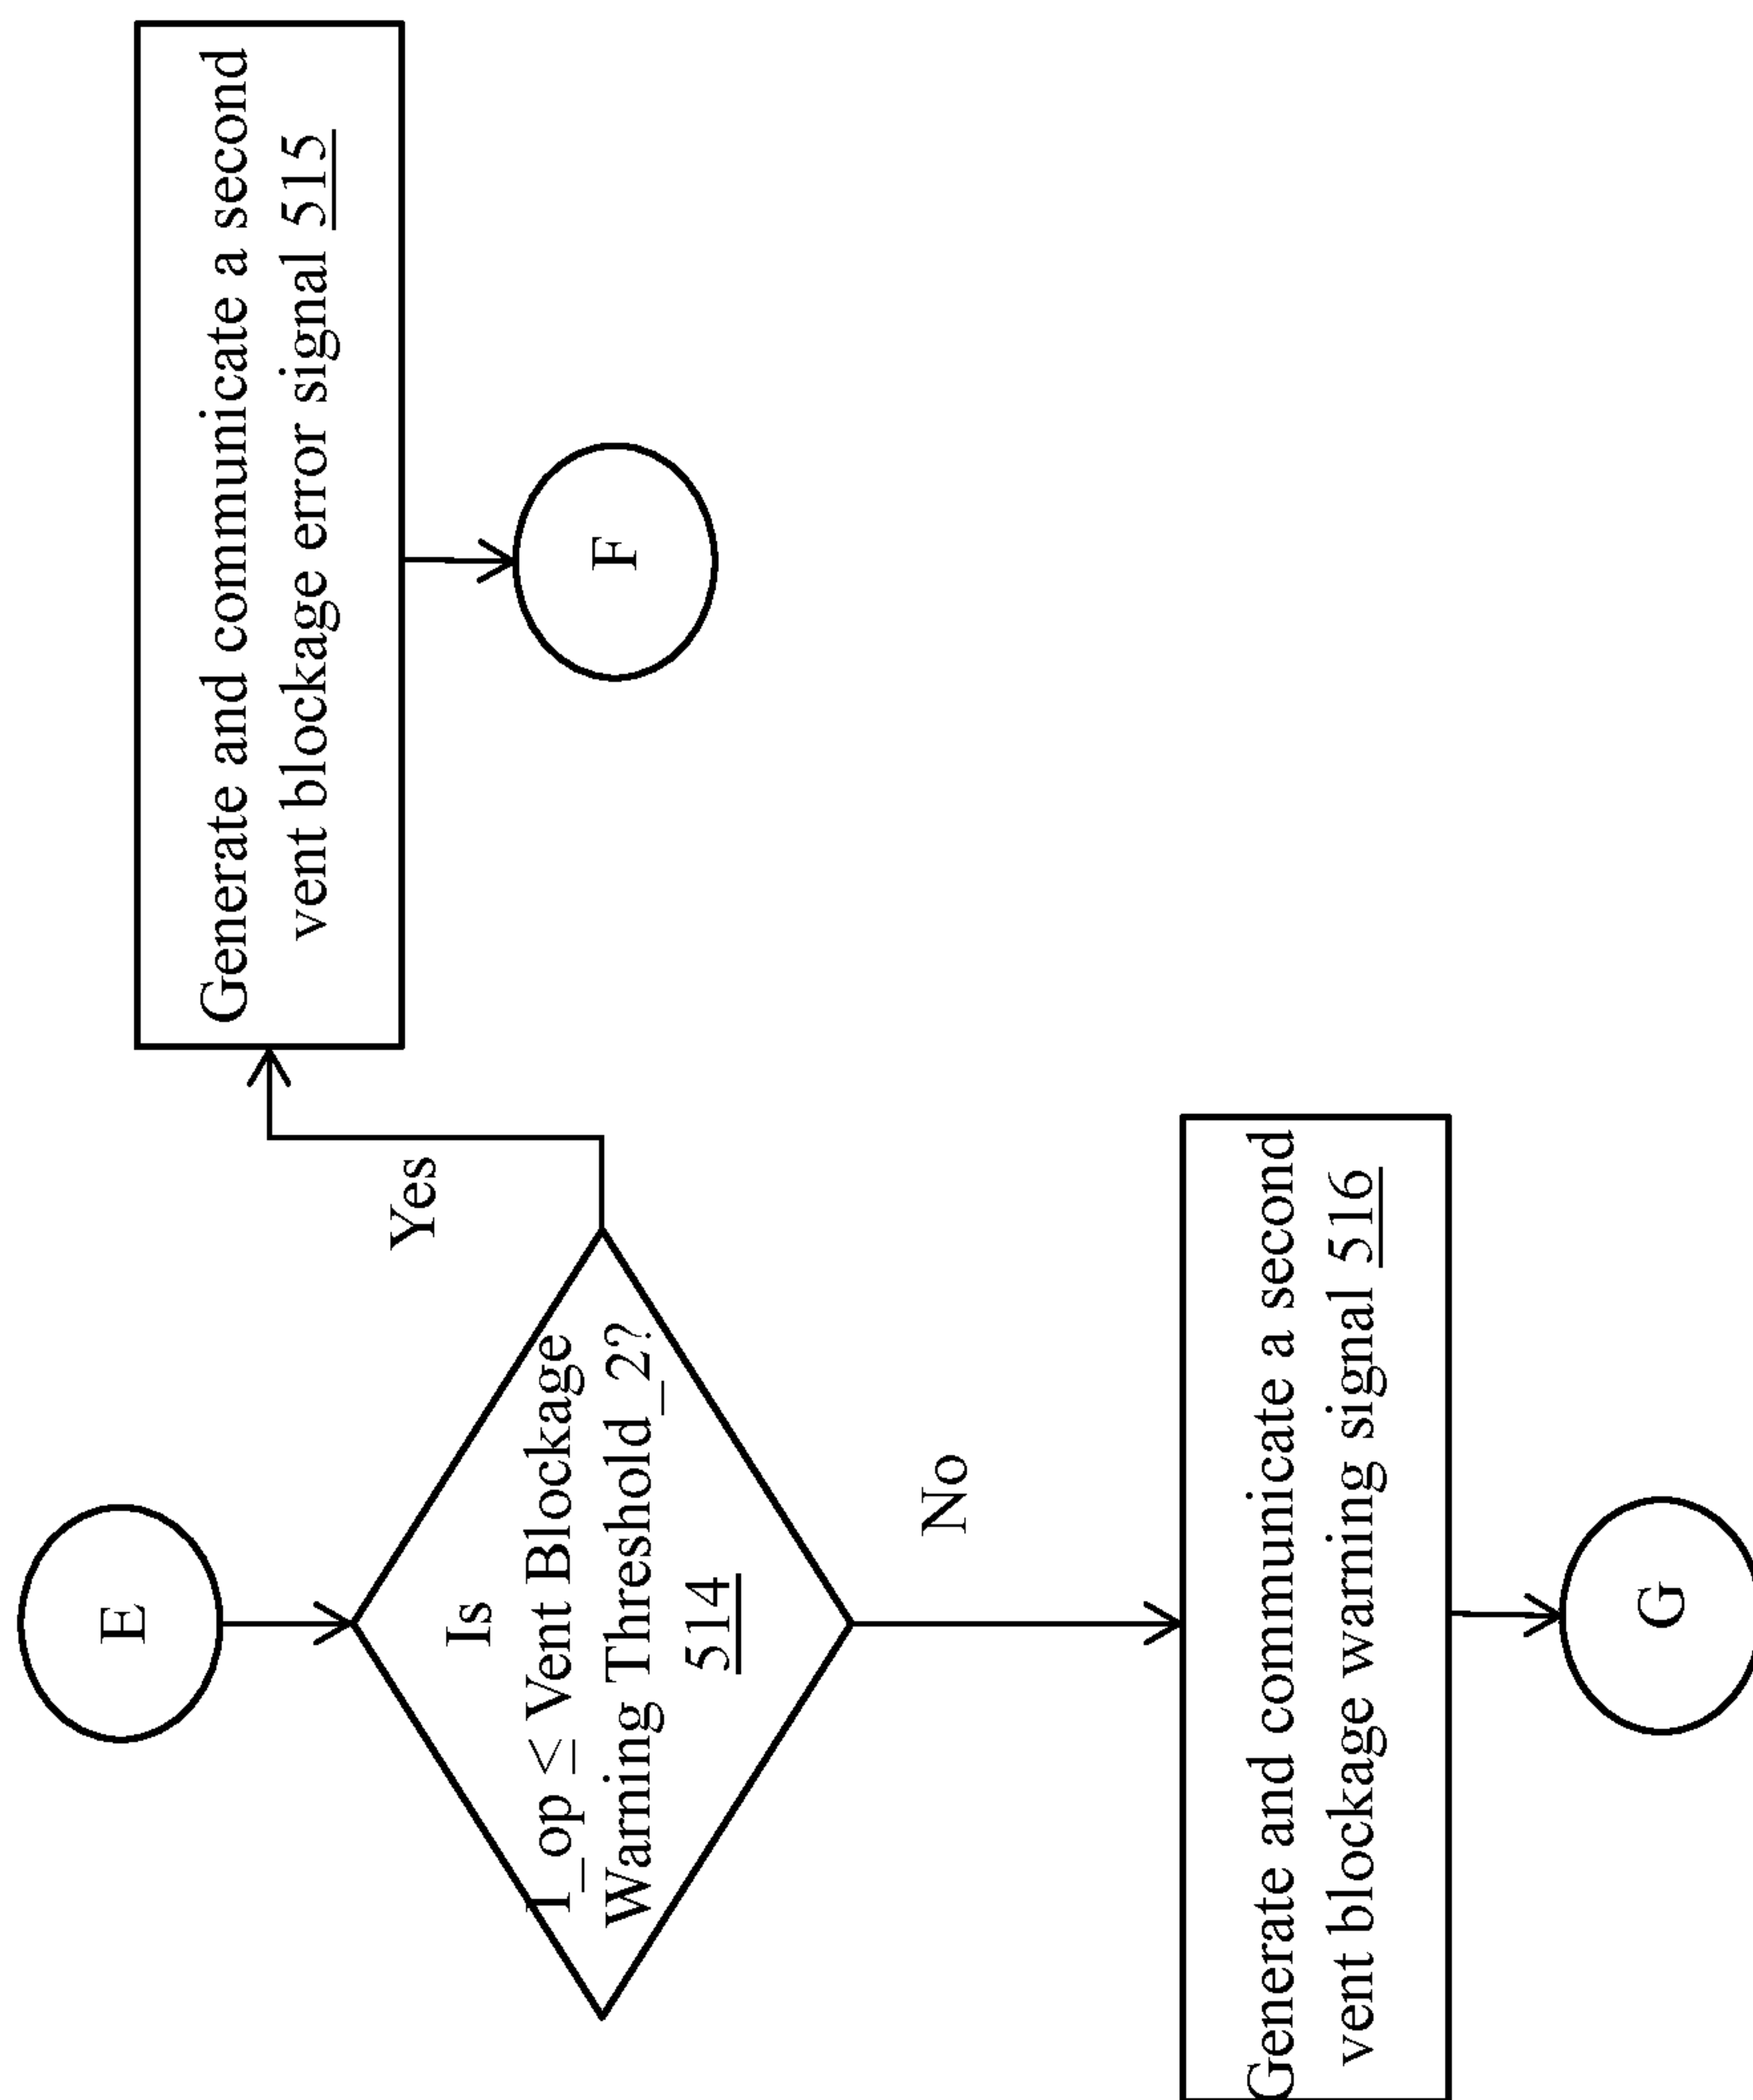 E
Is
I_op ≤ Vent Blockage
Warning Threshold_2?
514
Yes
Generate and communicate a second
vent blockage error signal 515
F
No
Generate and communicate a second
vent blockage warning signal 516
G